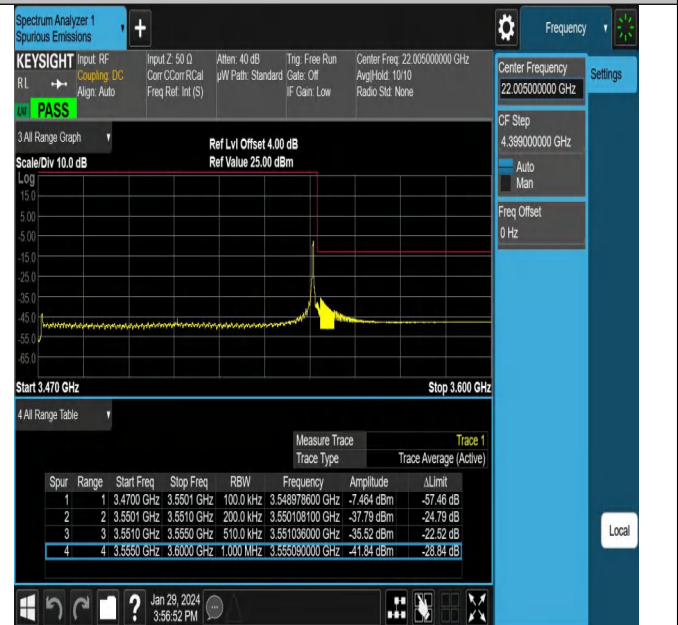 Spectrum Analyzer 1
Spurious Emissions
+
Frequency
KEYSIGHT
RL
Input: RF
Coupling: DC
Align: Auto
Input Z: 50 Ω
Corr CCorr RCal
Freq Ref: Int (S)
Atten: 40 dB
µW Path: Standard
Trig: Free Run
Gate: Off
IF Gain: Low
Center Freq: 22.005000000 GHz
Avg|Hold: 10/10
Radio Std: None
PASS
Center Frequency
22.005000000 GHz
Settings
CF Step
4.399000000 GHz
Auto
Man
Freq Offset
0 Hz
3 All Range Graph
Scale/Div 10.0 dB
Ref Lvl Offset 4.00 dB
Ref Value 25.00 dBm
Log
15.0
5.00
-5.00
-15.0
-25.0
-35.0
-45.0
-55.0
-65.0
Start 3.470 GHz Stop 3.600 GHz
4 All Range Table
Measure Trace Trace 1
Trace Type Trace Average (Active)
Spur Range Start Freq Stop Freq RBW Frequency Amplitude ΔLimit
1 1 3.4700 GHz 3.5501 GHz 100.0 kHz 3.548978600 GHz -7.464 dBm -57.46 dB
2 2 3.5501 GHz 3.5510 GHz 200.0 kHz 3.550108100 GHz -37.79 dBm -24.79 dB
3 3 3.5510 GHz 3.5550 GHz 510.0 kHz 3.551036000 GHz -35.52 dBm -22.52 dB
4 4 3.5550 GHz 3.6000 GHz 1.000 MHz 3.555090000 GHz -41.84 dBm -28.84 dB
Local
?
Jan 29, 2024
3:56:52 PM